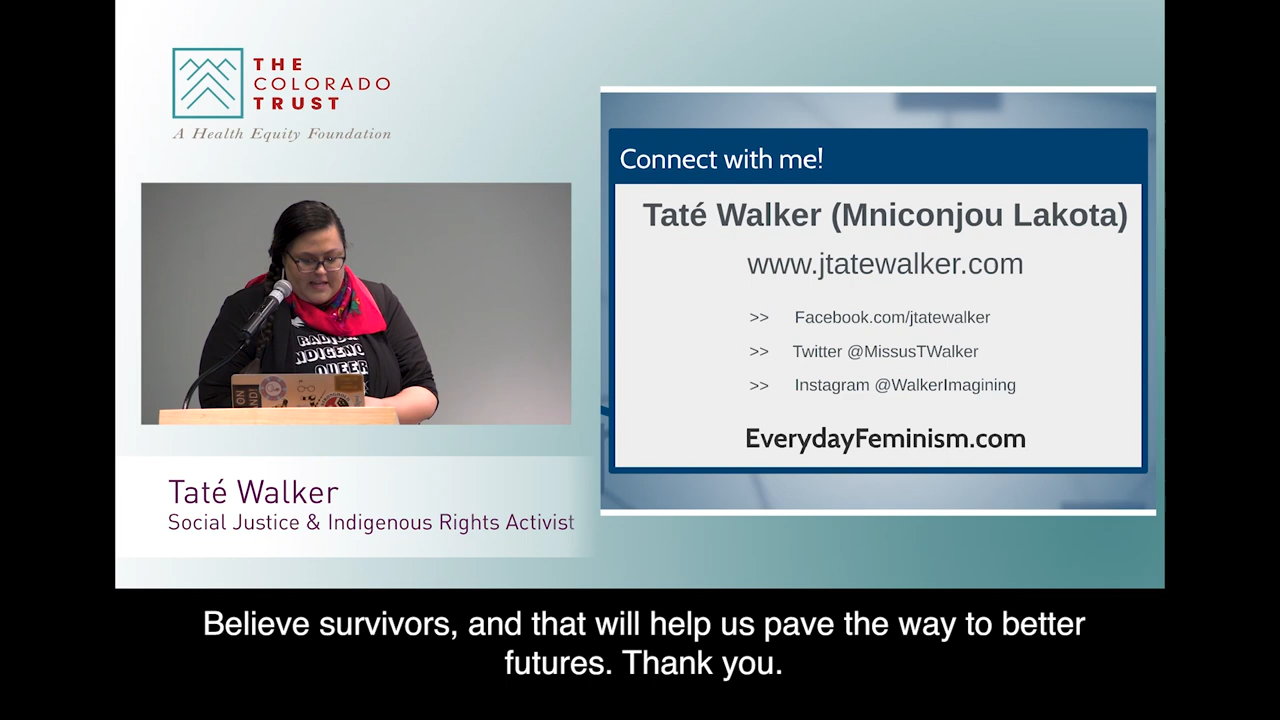 THE
COLORADO
TRUST
A Health Equity Foundation
Connect with me!
Taté Walker (Mniconjou Lakota)
www.jtatewalker.com
>> Facebook.com/jtatewalker
>> Twitter @MissusTWalker
>> Instagram @WalkerImagining
EverydayFeminism.com
INDIGENO
QUEER
Taté Walker
Social Justice & Indigenous Rights Activist
Believe survivors, and that will help us pave the way to better
futures. Thank you.